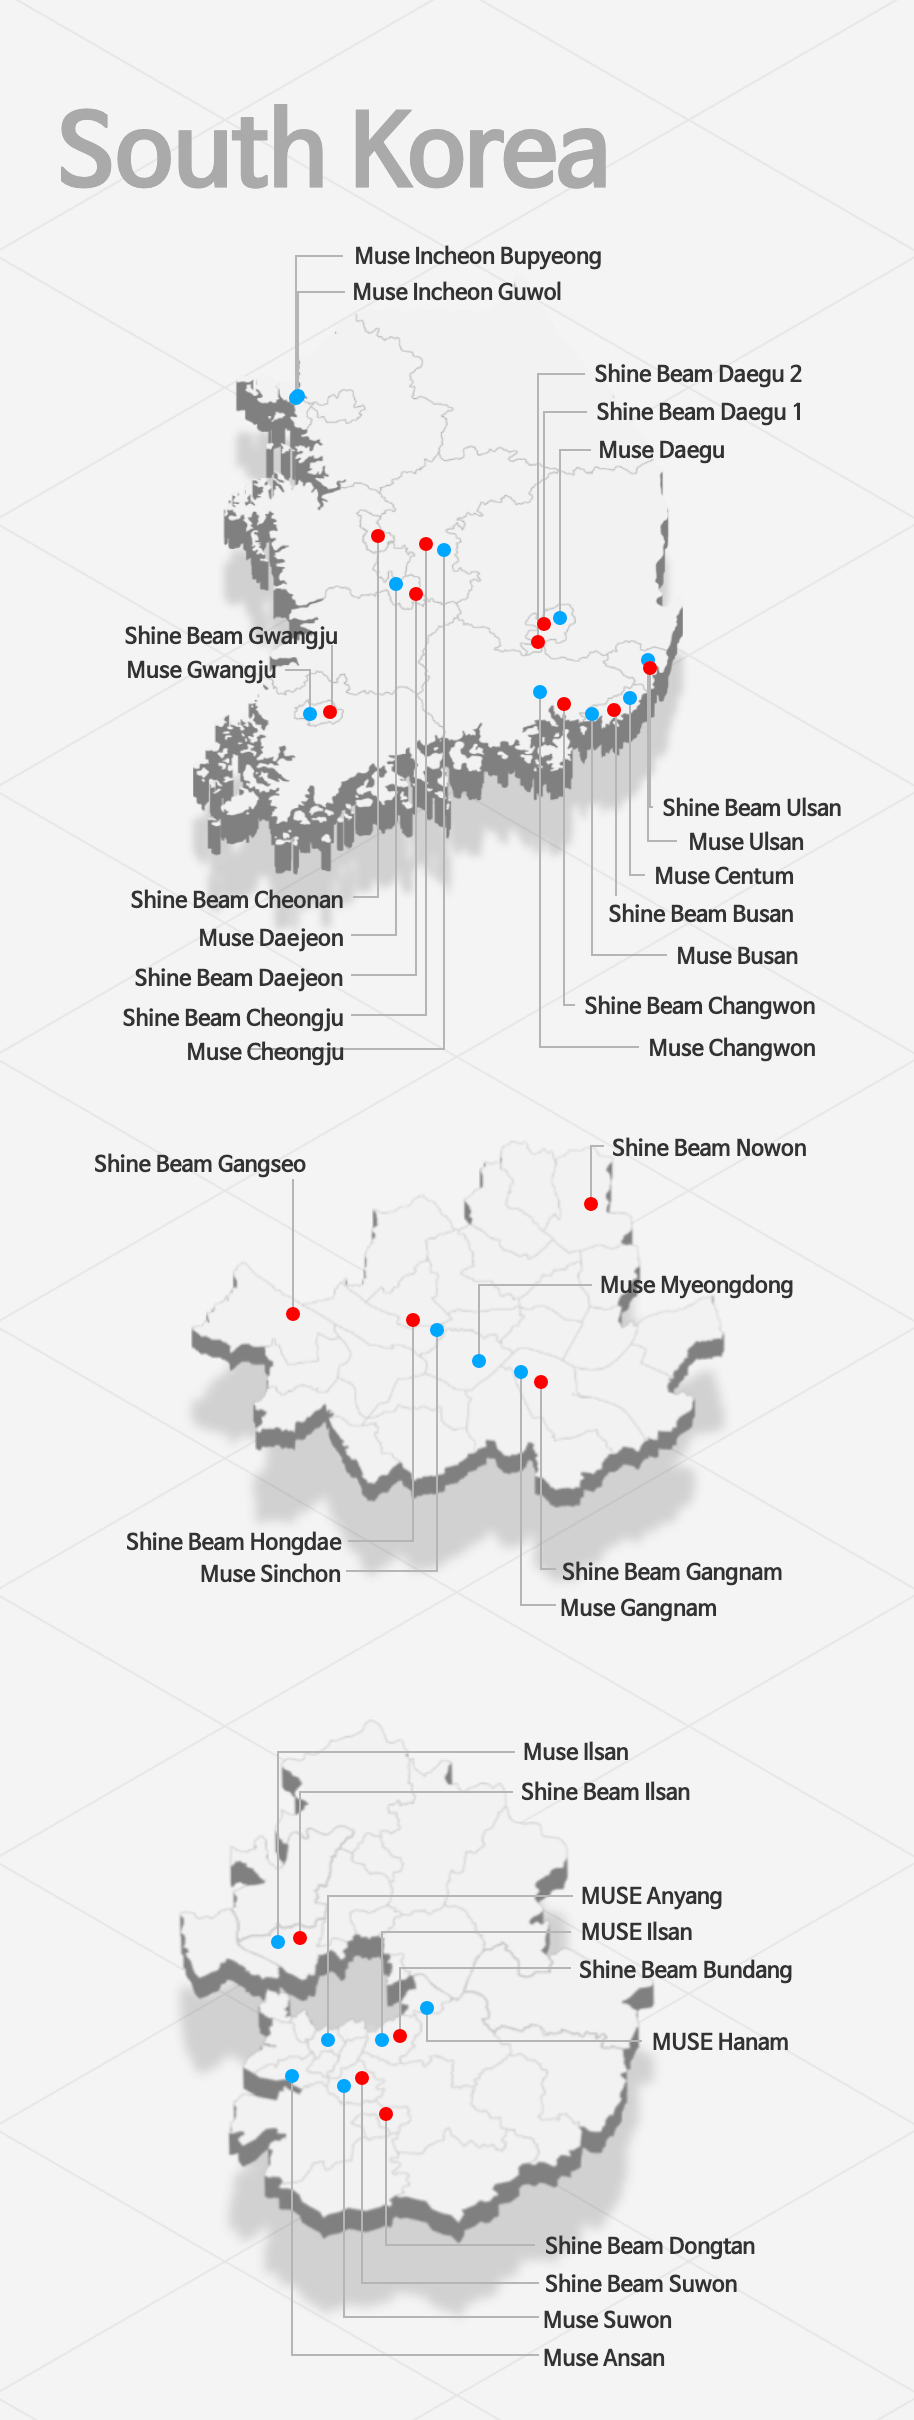 South Korea
Muse Incheon Bupyeong
Muse Incheon Guwol
Shine Beam Daegu 2
Shine Beam Daegu 1
Muse Daegu
Shine Beam Gwangju
Muse Gwangju
Shine Beam Ulsan
Muse Ulsan
Muse Centum
Shine Beam Cheonan
Shine Beam Busan
Muse Daejeon
Muse Busan
Shine Beam Daejeon
Shine Beam Changwon
Shine Beam Cheongju
Muse Changwon
Muse Cheongju
Shine Beam Nowon
Shine Beam Gangseo
Muse Myeongdong
Shine Beam Hongdae
Muse Sinchon
Shine Beam Gangnam
Muse Gangnam
Muse Ilsan
Shine Beam Ilsan
MUSE Anyang
MUSE Ilsan
Shine Beam Bundang
MUSE Hanam
Shine Beam Dongtan
Shine Beam Suwon
Muse Suwon
Muse Ansan